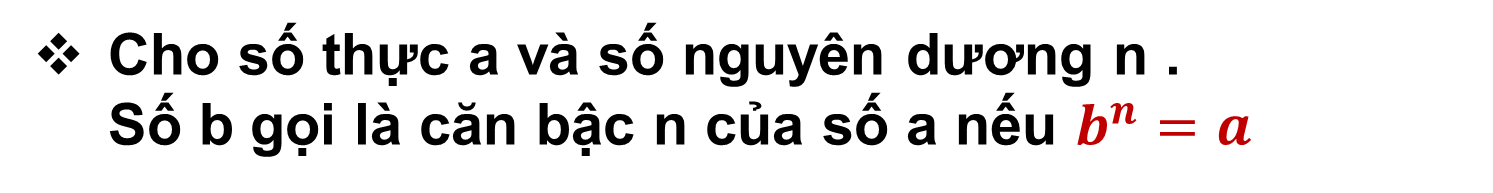 ❖ Cho số thực a và số nguyên dương n .
Số b gọi là căn bậc n của số a nếu bⁿ = a